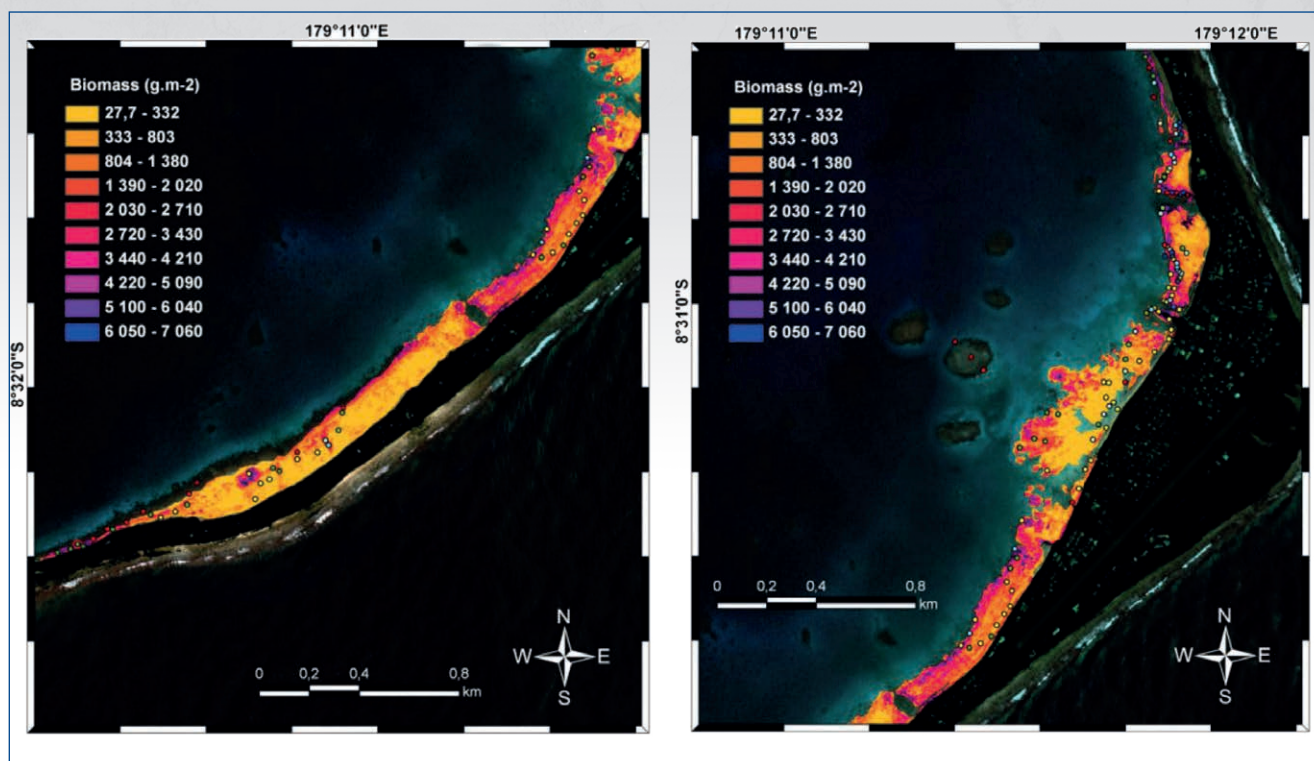 179°11'0"E
Biomass (g.m-2)
27,7 - 332
333 - 803
804 - 1 380
1 390 - 2 020
2 030 - 2 710
2 720 - 3 430
3 440 - 4 210
4 220 - 5 090
5 100 - 6 040
6 050 - 7 060
8°32'0"S
N
W E
S
0 0,2 0,4 0,8
km
179°11'0"E 179°12'0"E
Biomass (g.m-2)
27,7 - 332
333 - 803
804 - 1 380
1 390 - 2 020
2 030 - 2 710
2 720 - 3 430
3 440 - 4 210
4 220 - 5 090
5 100 - 6 040
6 050 - 7 060
8°31'0"S
0 0,2 0,4 0,8
km
N
W E
S